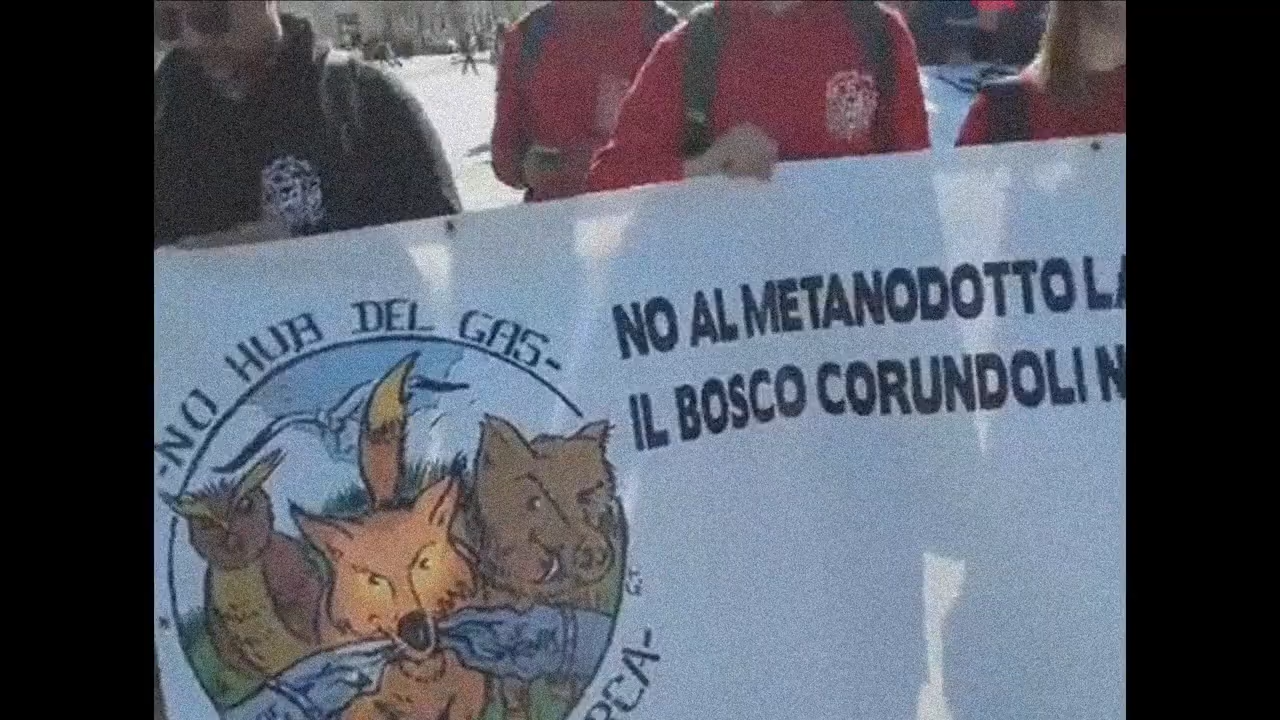 NO AL METANODOTTO
IL BOSCO CORUNDOLI
-NO HUB DEL GAS-